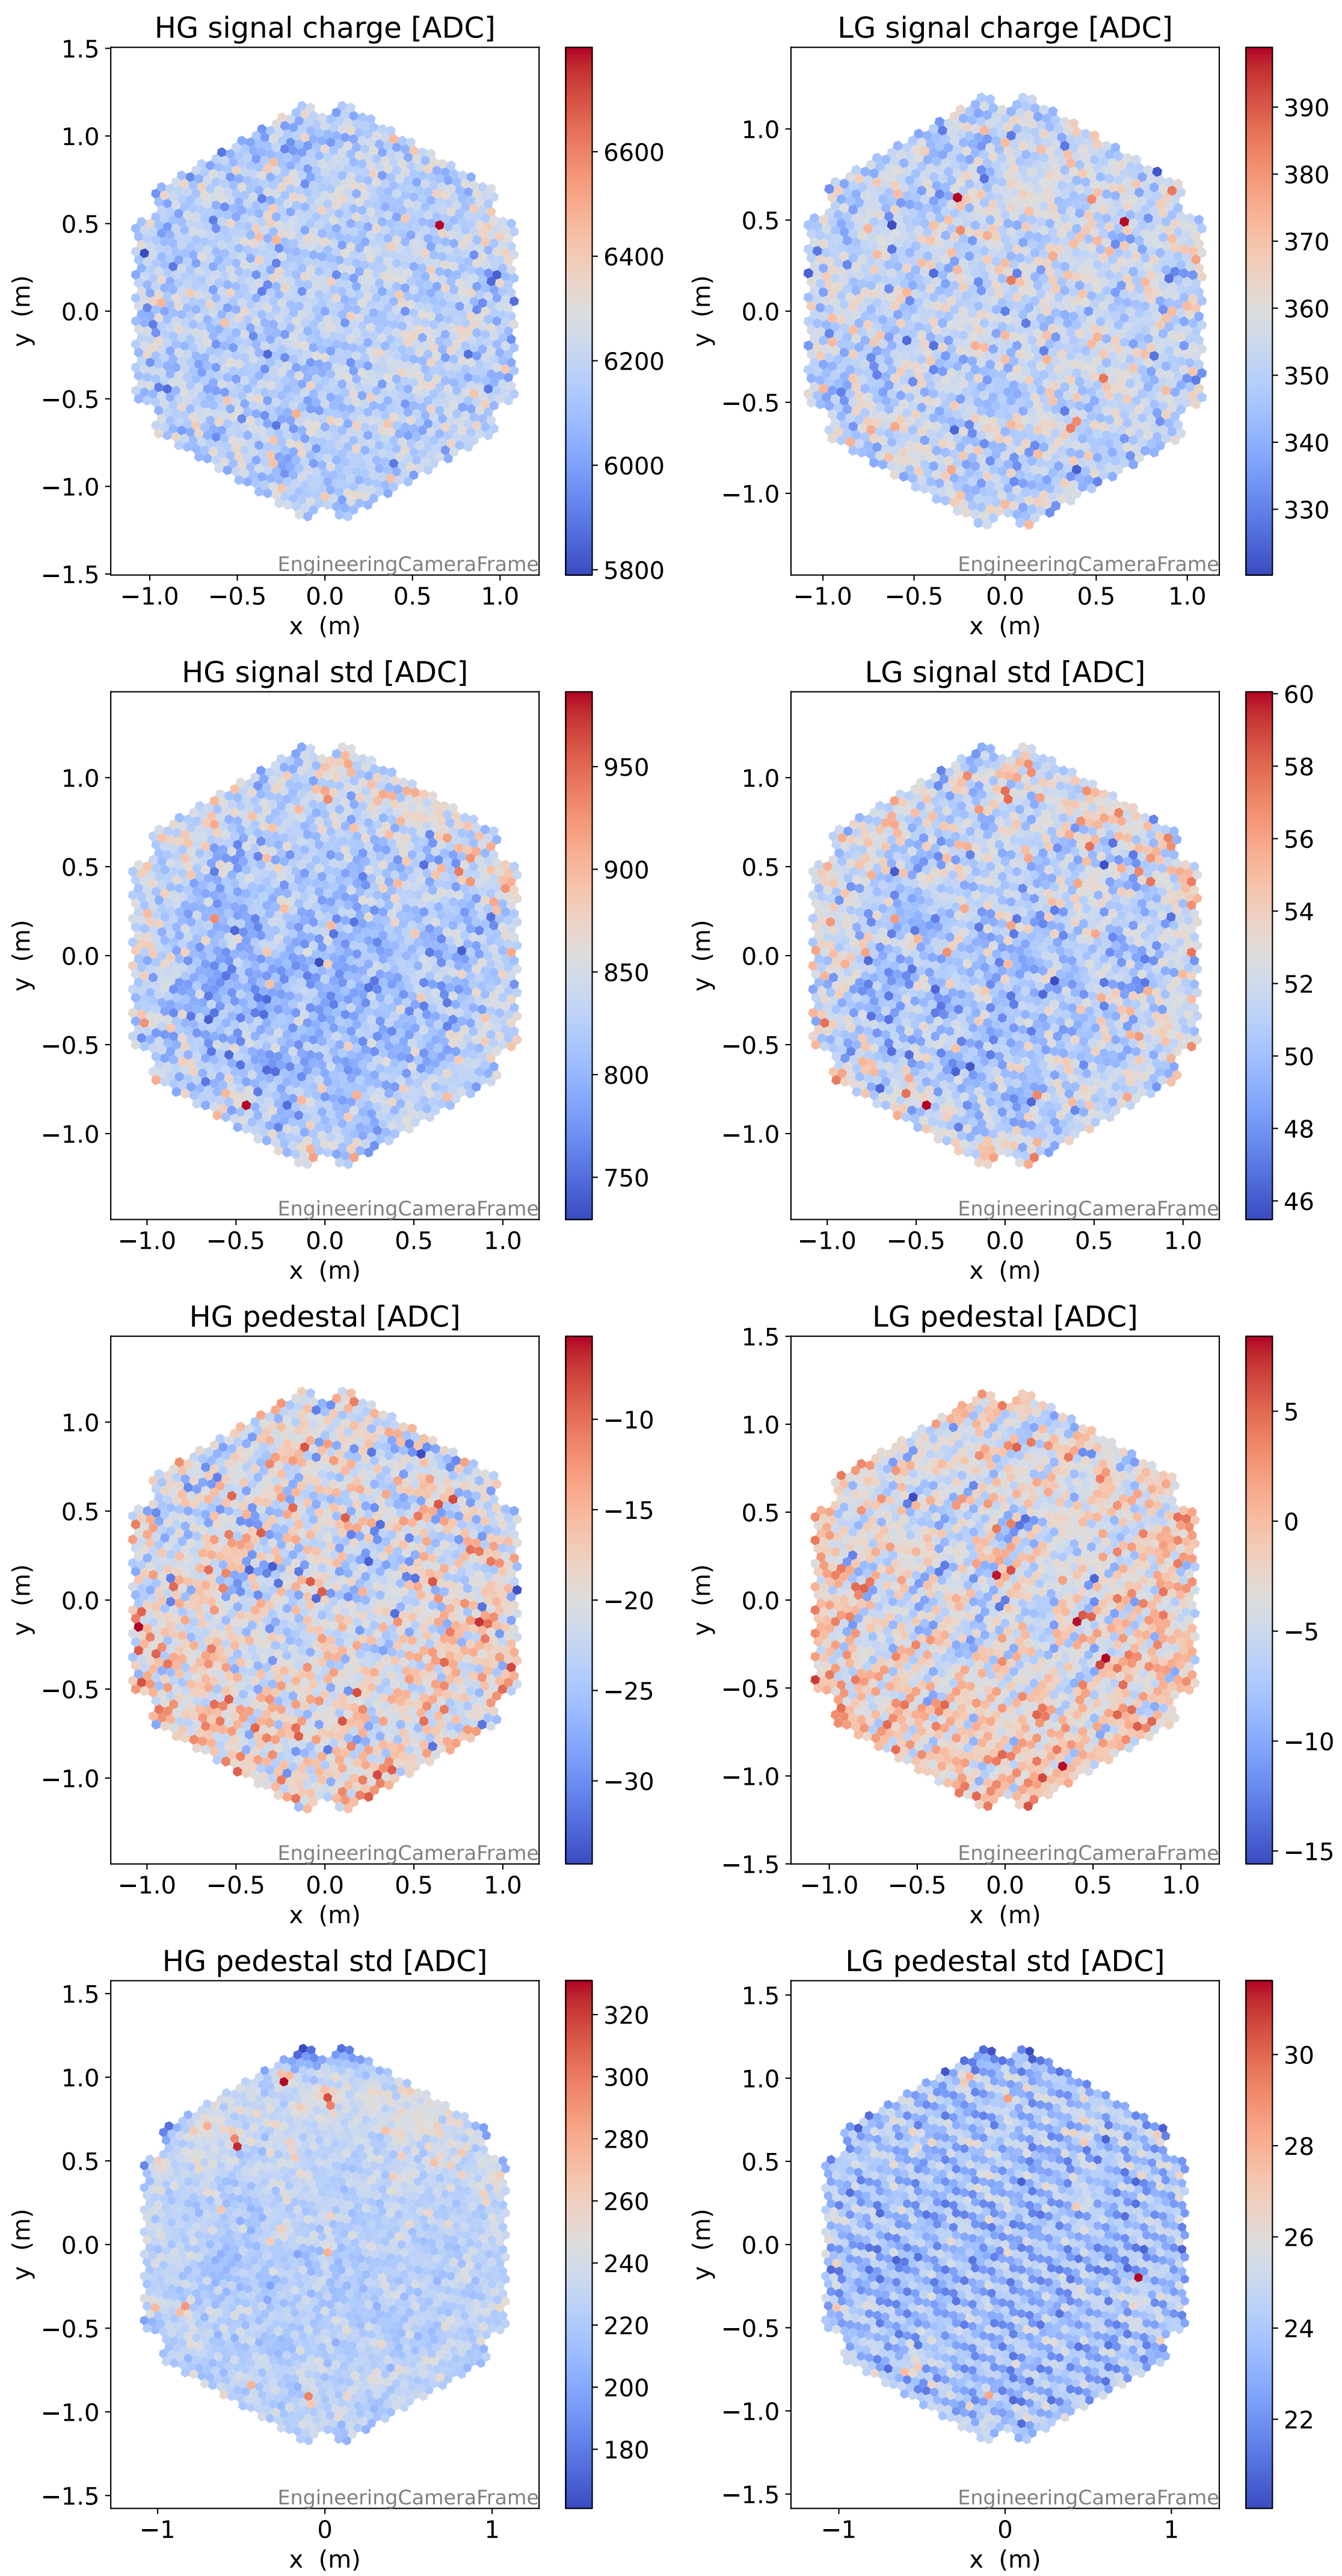 HG signal charge [ADC]
1.5
1.0
0.5
0.0
−0.5
−1.0
−1.5
y (m)
−1.0 −0.5 0.0 0.5 1.0
x (m)
EngineeringCameraFrame
6600
6400
6200
6000
5800
LG signal charge [ADC]
1.0
0.5
0.0
−0.5
−1.0
y (m)
−1.0 −0.5 0.0 0.5 1.0
x (m)
EngineeringCameraFrame
390
380
370
360
350
340
330
HG signal std [ADC]
1.0
0.5
0.0
−0.5
−1.0
y (m)
−1.0 −0.5 0.0 0.5 1.0
x (m)
EngineeringCameraFrame
950
900
850
800
750
LG signal std [ADC]
1.0
0.5
0.0
−0.5
−1.0
y (m)
−1.0 −0.5 0.0 0.5 1.0
x (m)
EngineeringCameraFrame
60
58
56
54
52
50
48
46
HG pedestal [ADC]
1.0
0.5
0.0
−0.5
−1.0
y (m)
−1.0 −0.5 0.0 0.5 1.0
x (m)
EngineeringCameraFrame
−10
−15
−20
−25
−30
LG pedestal [ADC]
1.5
1.0
0.5
0.0
−0.5
−1.0
−1.5
y (m)
−1.0 −0.5 0.0 0.5 1.0
x (m)
EngineeringCameraFrame
5
0
−5
−10
−15
HG pedestal std [ADC]
1.5
1.0
0.5
0.0
−0.5
−1.0
−1.5
y (m)
−1 0 1
x (m)
EngineeringCameraFrame
320
300
280
260
240
220
200
180
LG pedestal std [ADC]
1.5
1.0
0.5
0.0
−0.5
−1.0
−1.5
y (m)
−1 0 1
x (m)
EngineeringCameraFrame
30
28
26
24
22